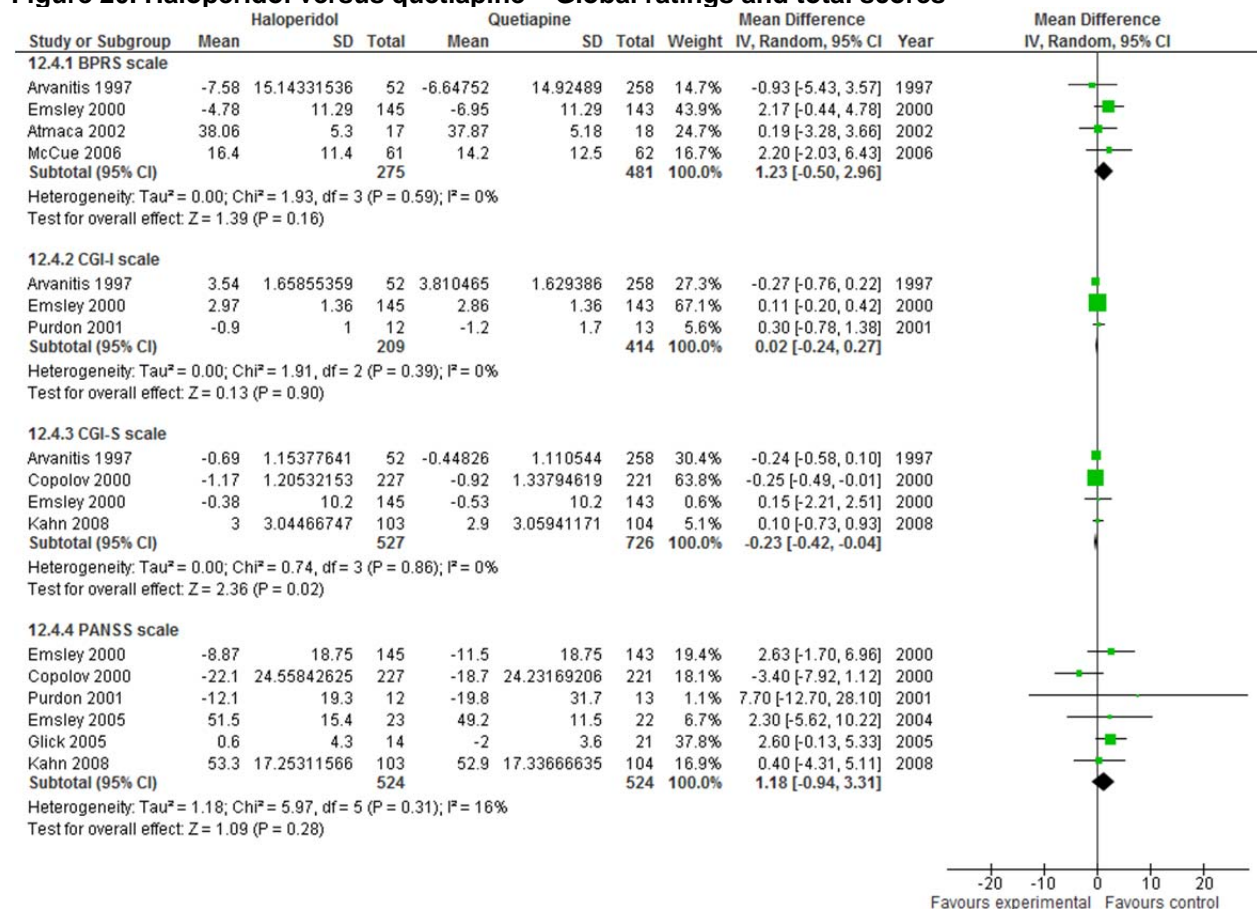 Figure 20. Haloperidol versus quetiapine – Global ratings and total scores
Haloperidol Quetiapine Mean Difference Mean Difference
Study or Subgroup Mean SD Total Mean SD Total Weight IV, Random, 95% CI Year IV, Random, 95% CI
12.4.1 BPRS scale
Arvanitis 1997 -7.58 15.14331536 52 -6.64752 14.92489 258 14.7% -0.93 [-5.43, 3.57] 1997
Emsley 2000 -4.78 11.29 145 -6.95 11.29 143 43.9% 2.17 [-0.44, 4.78] 2000
Atmaca 2002 38.06 5.3 17 37.87 5.18 18 24.7% 0.19 [-3.28, 3.66] 2002
McCue 2006 16.4 11.4 61 14.2 12.5 62 16.7% 2.20 [-2.03, 6.43] 2006
Subtotal (95% CI) 275 481 100.0% 1.23 [-0.50, 2.96]
Heterogeneity: Tau² = 0.00; Chi² = 1.93, df = 3 (P = 0.59); I² = 0%
Test for overall effect: Z = 1.39 (P = 0.16)
12.4.2 CGI-I scale
Arvanitis 1997 3.54 1.65855359 52 3.810465 1.629386 258 27.3% -0.27 [-0.76, 0.22] 1997
Emsley 2000 2.97 1.36 145 2.86 1.36 143 67.1% 0.11 [-0.20, 0.42] 2000
Purdon 2001 -0.9 1 12 -1.2 1.7 13 5.6% 0.30 [-0.78, 1.38] 2001
Subtotal (95% CI) 209 414 100.0% 0.02 [-0.24, 0.27]
Heterogeneity: Tau² = 0.00; Chi² = 1.91, df = 2 (P = 0.39); I² = 0%
Test for overall effect: Z = 0.13 (P = 0.90)
12.4.3 CGI-S scale
Arvanitis 1997 -0.69 1.15377641 52 -0.44826 1.110544 258 30.4% -0.24 [-0.58, 0.10] 1997
Copolov 2000 -1.17 1.20532153 227 -0.92 1.33794619 221 63.8% -0.25 [-0.49, -0.01] 2000
Emsley 2000 -0.38 10.2 145 -0.53 10.2 143 0.6% 0.15 [-2.21, 2.51] 2000
Kahn 2008 3 3.04466747 103 2.9 3.05941171 104 5.1% 0.10 [-0.73, 0.93] 2008
Subtotal (95% CI) 527 726 100.0% -0.23 [-0.42, -0.04]
Heterogeneity: Tau² = 0.00; Chi² = 0.74, df = 3 (P = 0.86); I² = 0%
Test for overall effect: Z = 2.36 (P = 0.02)
12.4.4 PANSS scale
Emsley 2000 -8.87 18.75 145 -11.5 18.75 143 19.4% 2.63 [-1.70, 6.96] 2000
Copolov 2000 -22.1 24.55842625 227 -18.7 24.23169206 221 18.1% -3.40 [-7.92, 1.12] 2000
Purdon 2001 -12.1 19.3 12 -19.8 31.7 13 1.1% 7.70 [-12.70, 28.10] 2001
Emsley 2005 51.5 15.4 23 49.2 11.5 22 6.7% 2.30 [-5.62, 10.22] 2004
Glick 2005 0.6 4.3 14 -2 3.6 21 37.8% 2.60 [-0.13, 5.33] 2005
Kahn 2008 53.3 17.25311566 103 52.9 17.33666635 104 16.9% 0.40 [-4.31, 5.11] 2008
Subtotal (95% CI) 524 524 100.0% 1.18 [-0.94, 3.31]
Heterogeneity: Tau² = 1.18; Chi² = 5.97, df = 5 (P = 0.31); I² = 16%
Test for overall effect: Z = 1.09 (P = 0.28)
-20 -10 0 10 20
Favours experimental Favours control